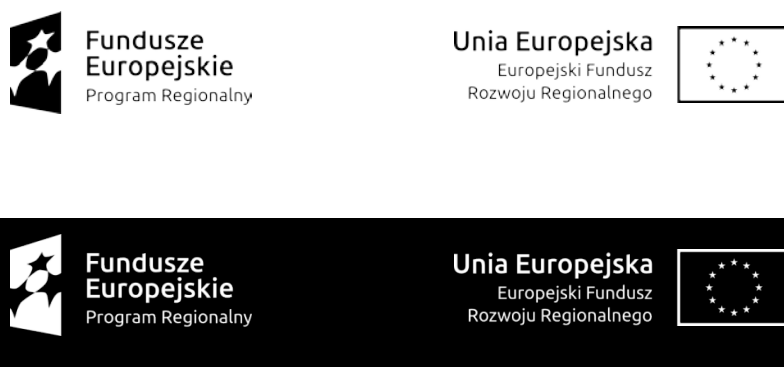 Fundusze
Europejskie
Program Regionalny
Unia Europejska
Europejski Fundusz
Rozwoju Regionalnego
Fundusze
Europejskie
Program Regionalny
Unia Europejska
Europejski Fundusz
Rozwoju Regionalnego